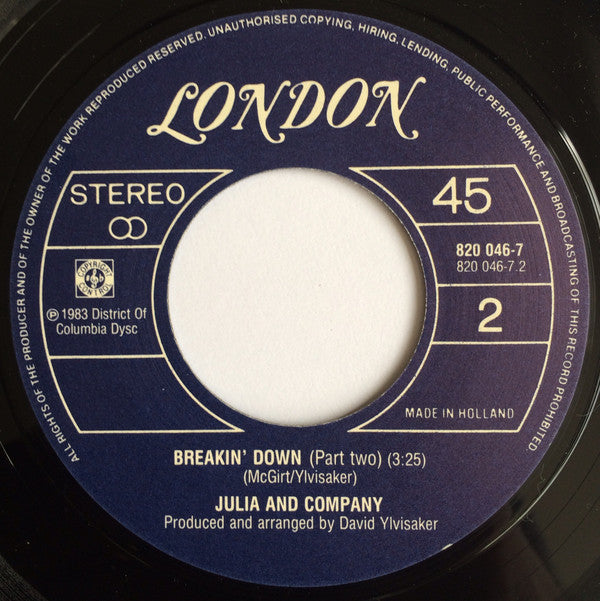 ALL RIGHTS OF THE PRODUCER AND OF THE OWNER OF THE WORK REPRODUCED RESERVED. UNAUTHORISED COPYING, HIRING, LENDING, PUBLIC PERFORMANCE AND BROADCASTING OF THIS RECORD PROHIBITED.
LONDON
STEREO
45
820 046-7
820 046-7.2
COPYRIGHT
CONTROL
℗ 1983 District Of
Columbia Dysc
2
MADE IN HOLLAND
BREAKIN' DOWN (Part two) (3:25)
(McGirt/Ylvisaker)
JULIA AND COMPANY
Produced and arranged by David Ylvisaker